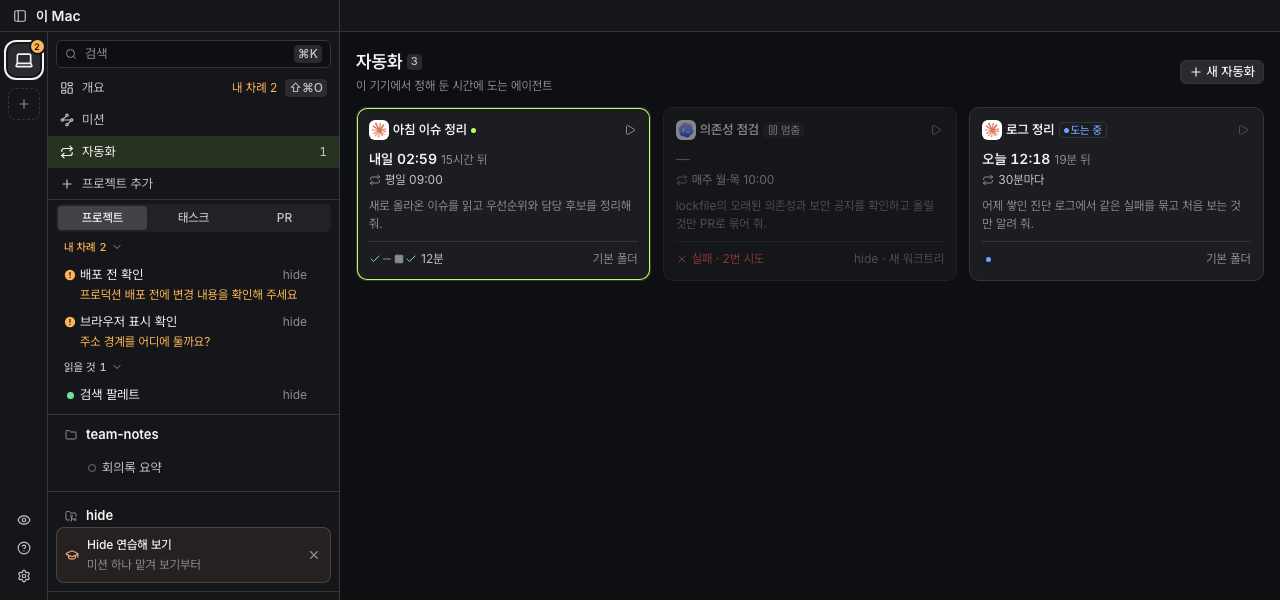 이 Mac
2
검색 ⌘K
개요 내 차례 2 ⇧⌘O
미션
자동화 1
프로젝트 추가
프로젝트 태스크 PR
내 차례 2
배포 전 확인 hide
프로덕션 배포 전에 변경 내용을 확인해 주세요
브라우저 표시 확인 hide
주소 경계를 어디에 둘까요?
읽을 것 1
검색 팔레트 hide
team-notes
회의록 요약
hide
Hide 연습해 보기
미션 하나 맡겨 보기부터
자동화 3
이 기기에서 정해 둔 시간에 도는 에이전트
새 자동화
아침 이슈 정리
내일 02:59 15시간 뒤
평일 09:00
새로 올라온 이슈를 읽고 우선순위와 담당 후보를 정리해
줘.
12분 기본 폴더
의존성 점검 멈춤
—
매주 월·목 10:00
lockfile의 오래된 의존성과 보안 공지를 확인하고 올릴
것만 PR로 묶어 줘.
실패 · 2번 시도 hide · 새 워크트리
로그 정리 도는 중
오늘 12:18 19분 뒤
30분마다
어제 쌓인 진단 로그에서 같은 실패를 묶고 처음 보는 것
만 알려 줘.
기본 폴더